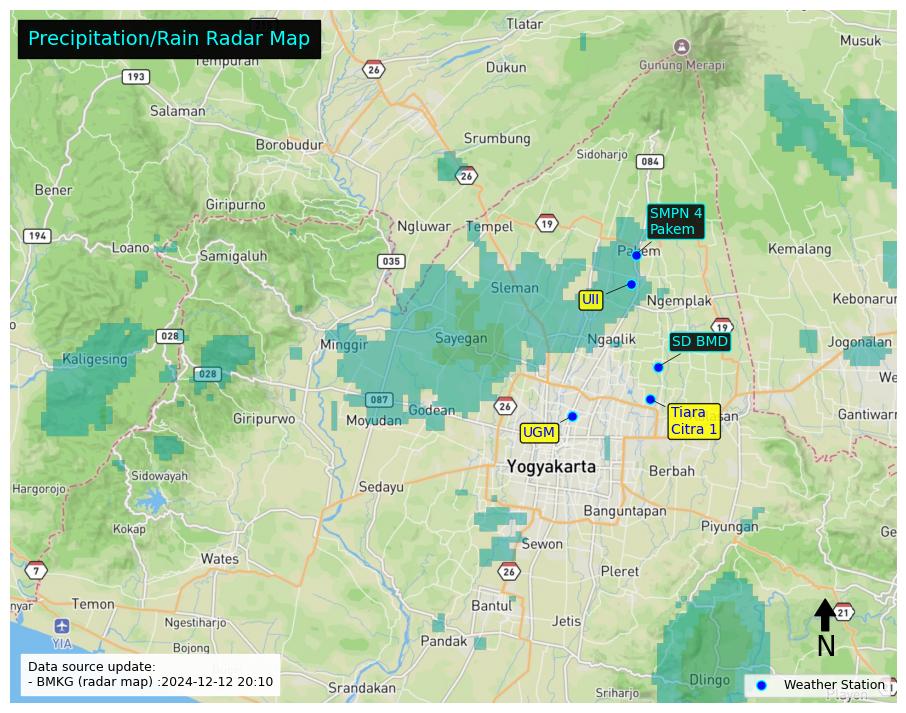 Precipitation/Rain Radar Map
Tlatar
Musuk
26
193
Dukun
Gunung Merapi
Salaman
Borobudur
Srumbung
Sidoharjo
084
26
Bener
Giripurno
SMPN 4
Pakem
194
Loano
Samigaluh
Ngluwar
Tempel
19
035
Kemalang
Sleman
UII
Ngemplak
Kebonarum
028
Kaligesing
Minggir
Sayegan
Ngaglik
19
SD BMD
Jogonalan
028
087
Godean
Moyudan
Giripurwo
26
Tiara
Citra 1
Gantiwarn
UGM
Yogyakarta
Berbah
Sidowayah
Sedayu
Hargorojo
Kokap
Banguntapan
Piyungan
Sewon
Wates
7
26
Pleret
Temon
Bantul
Ngestiharjo
Jetis
21
YIA
Bojong
Pandak
N
Data source update:
- BMKG (radar map) :2024-12-12 20:10
Srandakan
Dlingo
Sriharjo
Weather Station